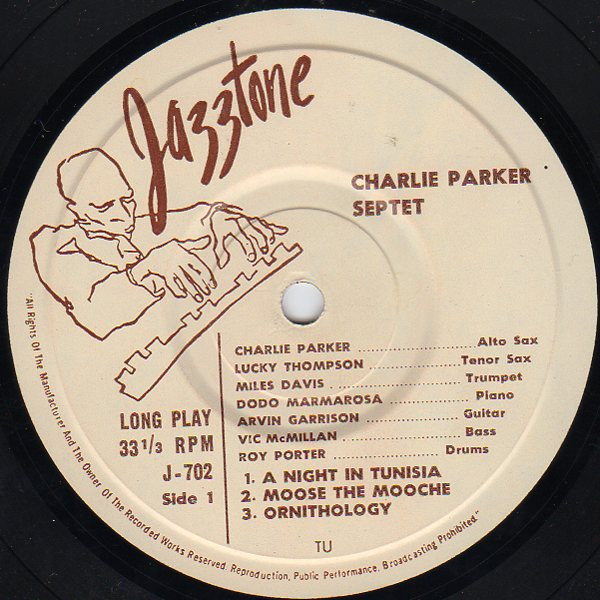 Jazztone
CHARLIE PARKER
SEPTET
CHARLIE PARKER ........................ Alto Sax
LUCKY THOMPSON ................... Tenor Sax
MILES DAVIS . ........................ Trumpet
DODO MARMAROSA ..................... Piano
ARVIN GARRISON ..................... Guitar
VIC McMILLAN ........................ Bass
ROY PORTER ........................ Drums
LONG PLAY
33 1/3 RPM
J-702
Side 1
1. A NIGHT IN TUNISIA
2. MOOSE THE MOOCHE
3. ORNITHOLOGY
TU
"All Rights Of The Manufacturer And The Owner Of The Recorded Works Reserved. Reproduction, Public Performance, Broadcasting Prohibited."